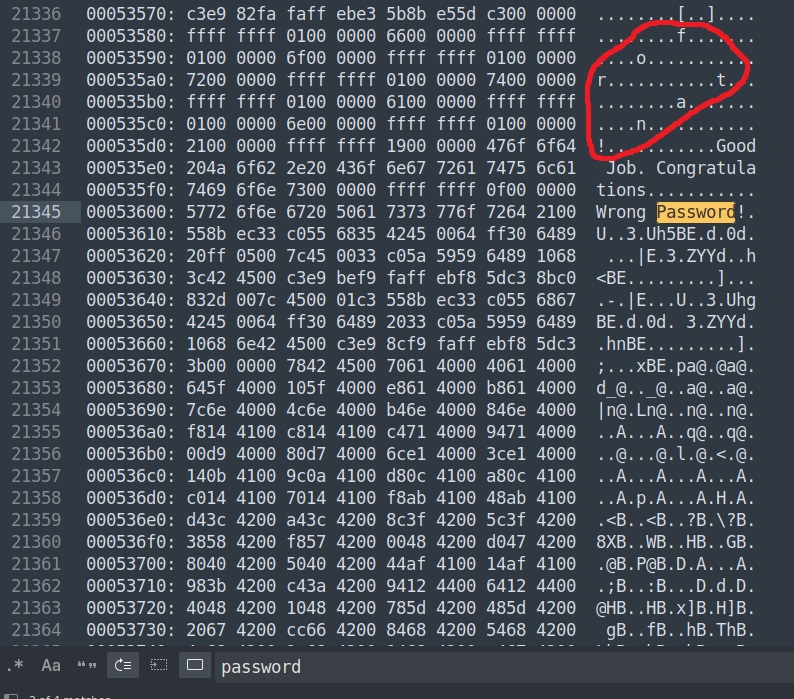 21336 00053570: c3e9 82fa faff ebe3 5b8b e55d c300 0000 ........[..]....
21337 00053580: ffff ffff 0100 0000 6600 0000 ffff ffff ........f.......
21338 00053590: 0100 0000 6f00 0000 ffff ffff 0100 0000 ....o...........
21339 000535a0: 7200 0000 ffff ffff 0100 0000 7400 0000 r...........t...
21340 000535b0: ffff ffff 0100 0000 6100 0000 ffff ffff ........a.......
21341 000535c0: 0100 0000 6e00 0000 ffff ffff 0100 0000 ....n...........
21342 000535d0: 2100 0000 ffff ffff 1900 0000 476f 6f64 !...........Good
21343 000535e0: 204a 6f62 2e20 436f 6e67 7261 7475 6c61 Job. Congratula
21344 000535f0: 7469 6f6e 7300 0000 ffff ffff 0f00 0000 tions...........
21345 00053600: 5772 6f6e 6720 5061 7373 776f 7264 2100 Wrong Password!.
21346 00053610: 558b ec33 c055 6835 4245 0064 ff30 6489 U..3.Uh5BE.d.0d.
21347 00053620: 20ff 0500 7c45 0033 c05a 5959 6489 1068 ...|E.3.ZYYd..h
21348 00053630: 3c42 4500 c3e9 bef9 faff ebf8 5dc3 8bc0 <BE.........]...
21349 00053640: 832d 007c 4500 01c3 558b ec33 c055 6867 .-.|E...U..3.Uhg
21350 00053650: 4245 0064 ff30 6489 2033 c05a 5959 6489 BE.d.0d. 3.ZYYd.
21351 00053660: 1068 6e42 4500 c3e9 8cf9 faff ebf8 5dc3 .hnBE.........].
21352 00053670: 3b00 0000 7842 4500 7061 4000 4061 4000 ;...xBE.pa@.@a@.
21353 00053680: 645f 4000 105f 4000 e861 4000 b861 4000 d_@.._@..a@..a@.
21354 00053690: 7c6e 4000 4c6e 4000 b46e 4000 846e 4000 |n@.Ln@..n@..n@.
21355 000536a0: f814 4100 c814 4100 c471 4000 9471 4000 ..A...A..q@..q@.
21356 000536b0: 00d9 4000 80d7 4000 6ce1 4000 3ce1 4000 ..@...@.l.@.<.@.
21357 000536c0: 140b 4100 9c0a 4100 d80c 4100 a80c 4100 ..A...A...A...A.
21358 000536d0: c014 4100 7014 4100 f8ab 4100 48ab 4100 ..A.p.A...A.H.A.
21359 000536e0: d43c 4200 a43c 4200 8c3f 4200 5c3f 4200 .<B..<B..?B.\?B.
21360 000536f0: 3858 4200 f857 4200 0048 4200 d047 4200 8XB..WB..HB..GB.
21361 00053700: 8040 4200 5040 4200 44af 4100 14af 4100 .@B.P@B.D.A...A.
21362 00053710: 983b 4200 c43a 4200 9412 4400 6412 4400 .;B..:B...D.d.D.
21363 00053720: 4048 4200 1048 4200 785d 4200 485d 4200 @HB..HB.x]B.H]B.
21364 00053730: 2067 4200 cc66 4200 8468 4200 5468 4200 gB..fB..hB.ThB.
.* Aa “” password